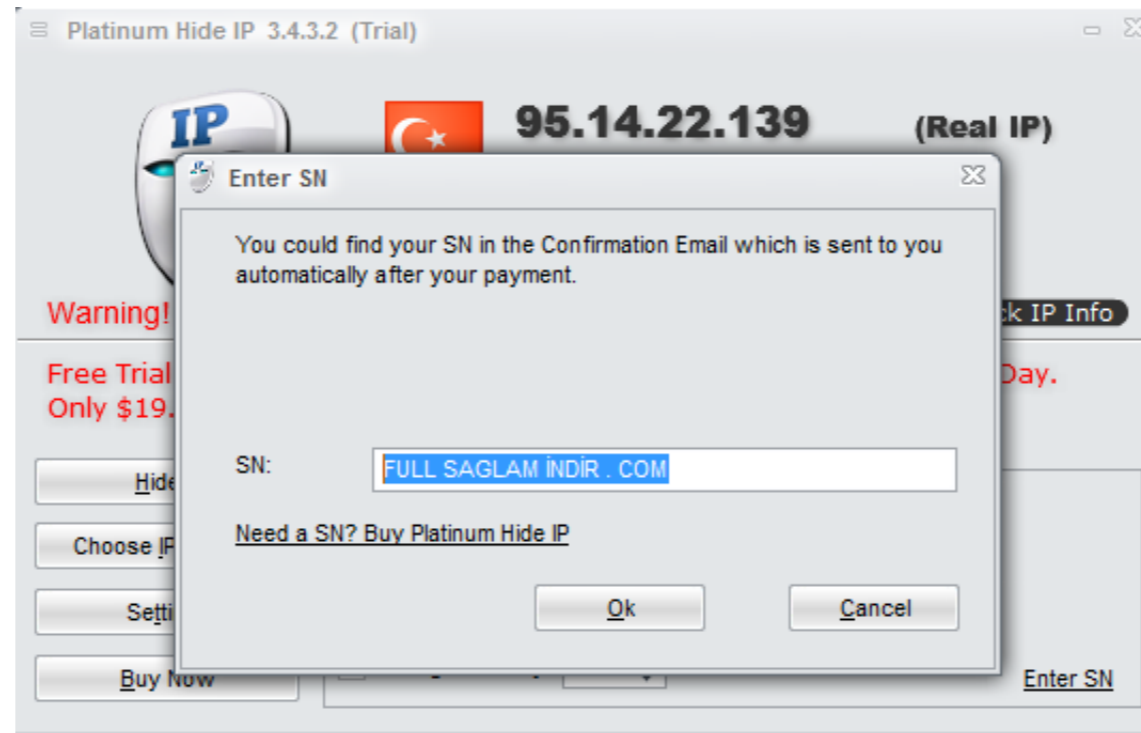 Platinum Hide IP 3.4.3.2 (Trial)
IP
95.14.22.139 (Real IP)
Enter SN
You could find your SN in the Confirmation Email which is sent to you
automatically after your payment.
Warning!
IP Info
Free Trial
Day.
Only $19.
SN: FULL SAGLAM İNDİR . COM
Need a SN? Buy Platinum Hide IP
Choose
Ok
Cancel
Buy Now
Enter SN